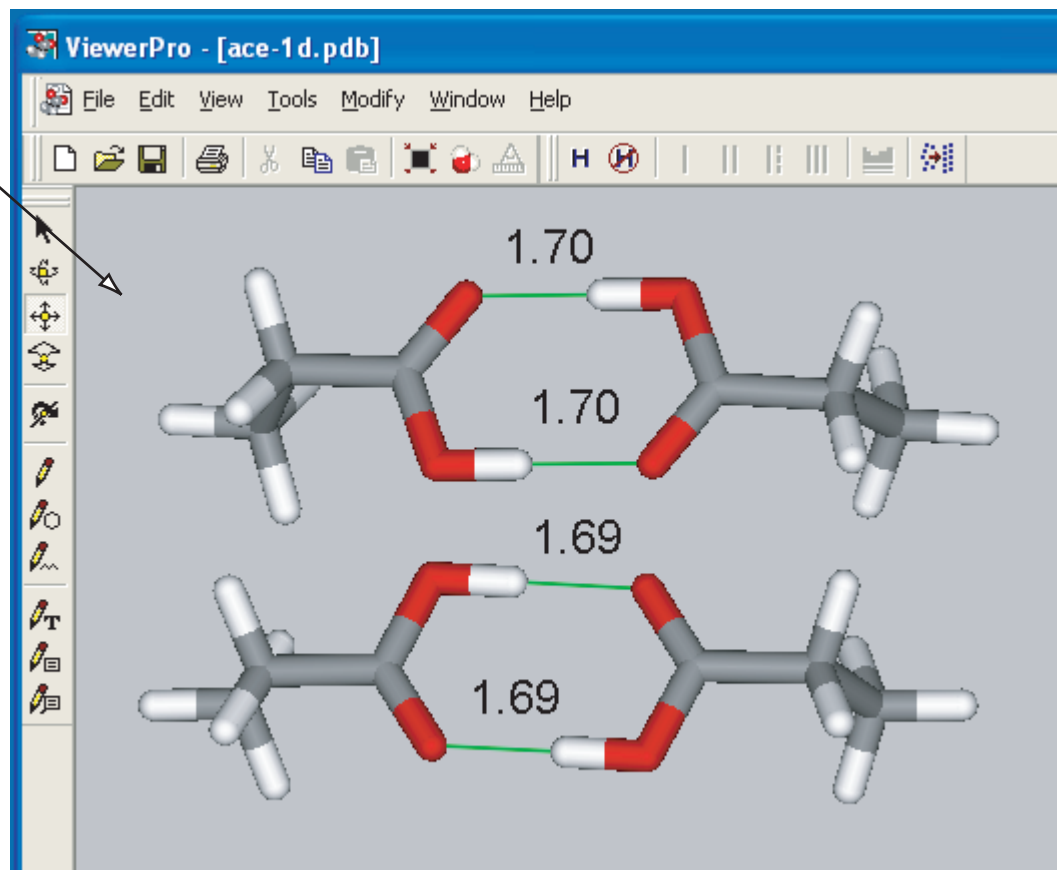 ViewerPro - [ace-1d.pdb]
File Edit View Tools Modify Window Help
H H
T
1.70
1.70
1.69
1.69